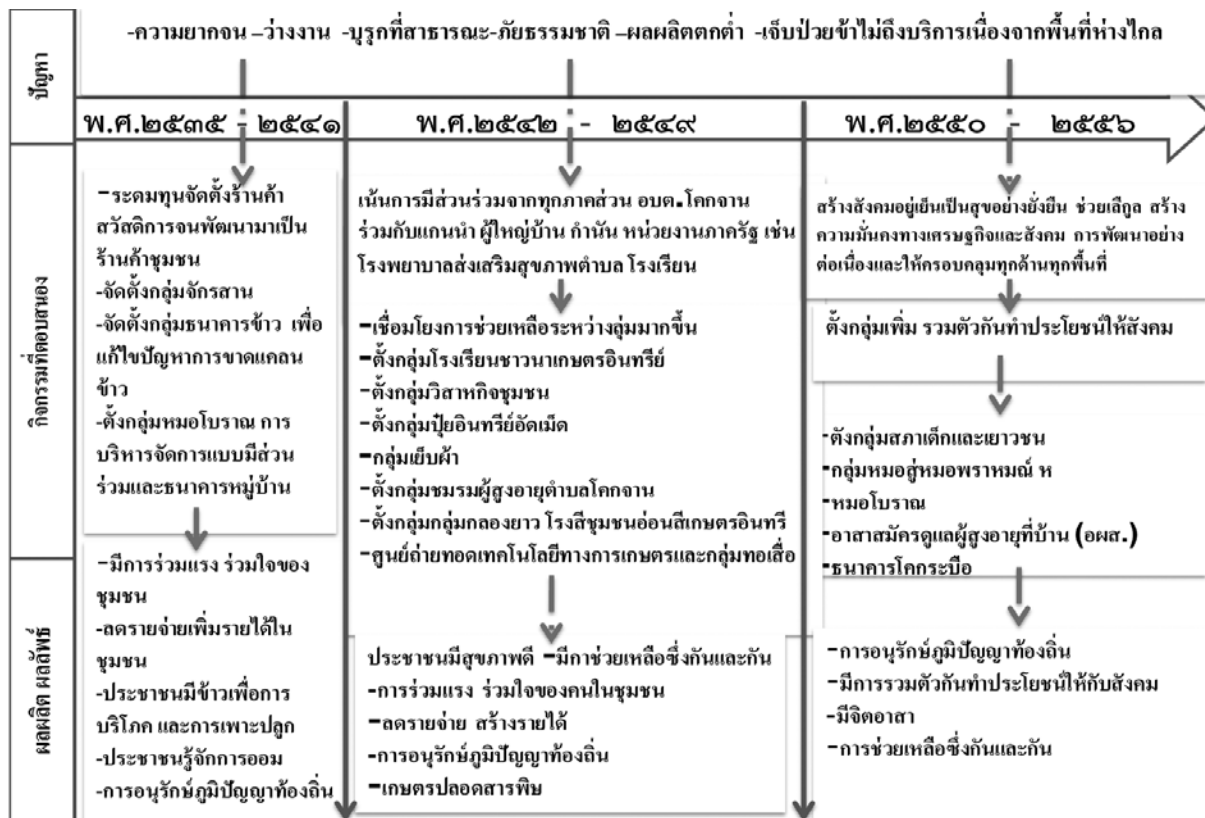 ปัญหา
-ความยากจน –ว่างงาน -บุรุกที่สาธารณะ-ภัยธรรมชาติ –ผลผลิตตกต่ำ -เจ็บป่วยข้าไม่ถึงบริการเนื่องจากพื้นที่ห่างไกล
พ.ศ.๒๕๓๕ - ๒๕๔๑
พ.ศ.๒๕๔๒ - ๒๕๔๙
พ.ศ.๒๕๕๐ - ๒๕๕๖
กิจกรรมที่ตอบสนอง
-ระดมทุนจัดตั้งร้านค้า
สวัสดิการจนพัฒนามาเป็น
ร้านค้าชุมชน
-จัดตั้งกลุ่มจักรสาน
-จัดตั้งกลุ่มธนาคารข้าว เพื่อ
แก้ไขปัญหาการขาดแคลน
ข้าว
-ตั้งกลุ่มหมอโบราณ การ
บริหารจัดการแบบมีส่วน
ร่วมและธนาคารหมู่บ้าน
เน้นการมีส่วนร่วมจากทุกภาคส่วน อบต.โคกจาน
ร่วมกับแกนนำ ผู้ใหญ่บ้าน กำนัน หน่วยงานภาครัฐ เช่น
โรงพยาบาลส่งเสริมสุขภาพตำบล โรงเรียน
-เชื่อมโยงการช่วยเหลือระหว่างลุ่มมากขึ้น
-ตั้งกลุ่มโรงเรียนชาวนาเกษตรอินทรีย์
-ตั้งกลุ่มวิสาหกิจชุมชน
-ตั้งกลุ่มปุ๋ยอินทรีย์อัดเม็ด
-กลุ่มเย็บผ้า
-ตั้งกลุ่มชมรมผู้สูงอายุตำบลโคกจาน
-ตั้งกลุ่มกลุ่มกลองยาว โรงสีชุมชนอ่อนสีเกษตรอินทรี
-ศูนย์ถ่ายทอดเทคโนโลยีทางการเกษตรและกลุ่มทอเสื่อ
สร้างสังคมอยู่เย็นเป็นสุขอย่างยั่งยืน ช่วยเลืกูล สร้าง
ความมั่นคงทางเศรษฐกิจและสังคม การพัฒนาอย่าง
ต่อเนื่องและให้ครอบคลุมทุกด้านทุกพื้นที่
ตั้งกลุ่มเพิ่ม รวมตัวกันทำประโยชน์ให้สังคม
-ตังกลุ่มสภาเด็กและเยาวชน
-กลุ่มหมอสู่หมอพราหมณ์ ห
-หมอโบราณ
-อาสาสมัครดูแลผู้สูงอายุที่บ้าน (อผส.)
-ธนาคารโคกระบือ
ผลผลิต ผลลัพธ์
-มีการร่วมแรง ร่วมใจของ
ชุมชน
-ลดรายจ่ายเพิ่มรายได้ใน
ชุมชน
-ประชาชนมีข้าวเพื่อการ
บริโภค และการเพาะปลูก
-ประชาชนรู้จักการออม
-การอนุรักษ์ภูมิปัญญาท้องถิ่น
ประชาชนมีสุขภาพดี -มีกาช่วยเหลือซึ่งกันและกัน
-การร่วมแรง ร่วมใจของคนในชุมชน
-ลดรายจ่าย สร้างรายได้
-การอนุรักษ์ภูมิปัญญาท้องถิ่น
-เกษตรปลอดสารพิษ
-การอนุรักษ์ภูมิปัญญาท้องถิ่น
-มีการรวมตัวกันทำประโยชน์ให้กับสังคม
-มีจิตอาสา
-การช่วยเหลือซึ่งกันและกัน